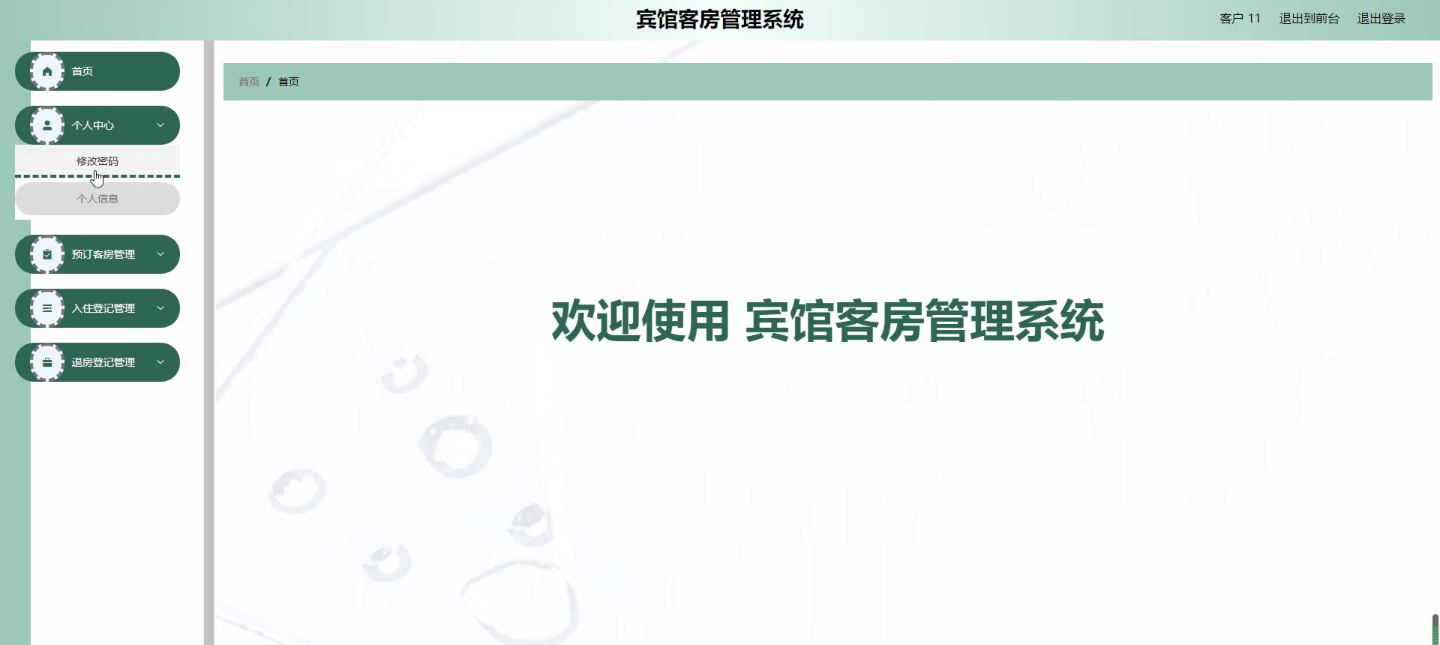 宾馆客房管理系统
客户 11 退出到前台 退出登录
首页
首页 / 首页
个人中心
修改密码
个人信息
预订客房管理
入住登记管理
退房登记管理
欢迎使用 宾馆客房管理系统